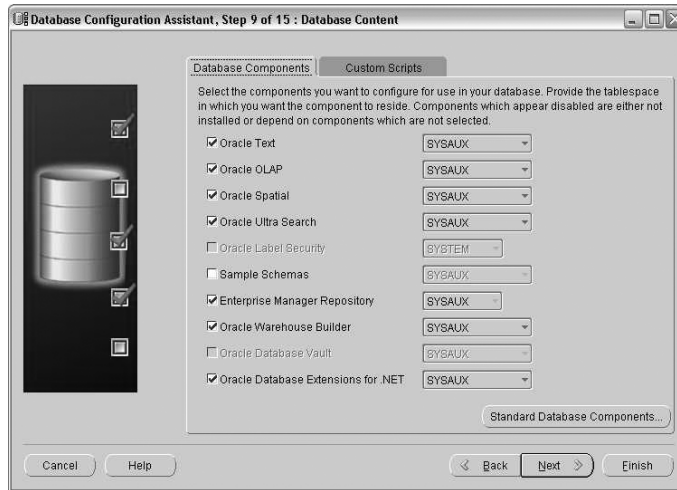 Database Configuration Assistant, Step 9 of 15 : Database Content
Database Components
Custom Scripts
Select the components you want to configure for use in your database. Provide the tablespace
in which you want the component to reside. Components which appear disabled are either not
installed or depend on components which are not selected.
Oracle Text SYSAUX
Oracle OLAP SYSAUX
Oracle Spatial SYSAUX
Oracle Ultra Search SYSAUX
Oracle Label Security SYSTEM
Sample Schemas SYSAUX
Enterprise Manager Repository SYSAUX
Oracle Warehouse Builder SYSAUX
Oracle Database Vault SYSAUX
Oracle Database Extensions for .NET SYSAUX
Standard Database Components...
Cancel Help Back Next Finish